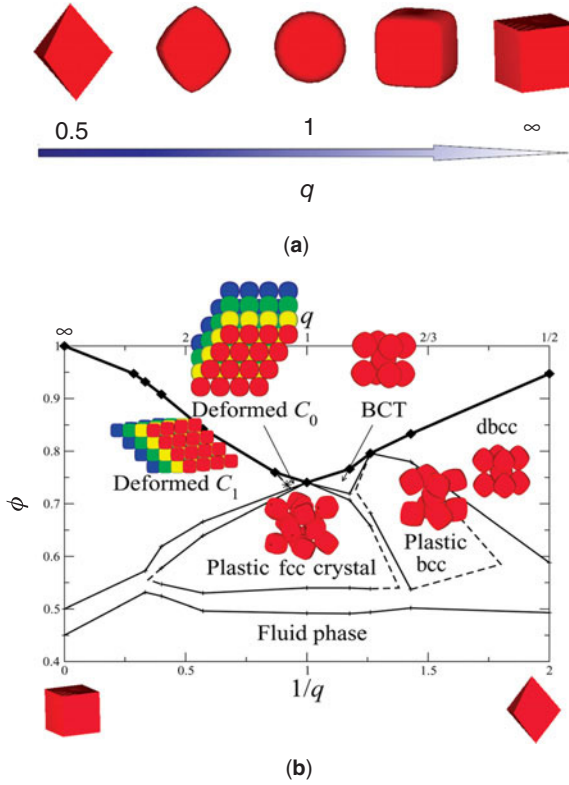 0.5 1 ∞
q
(a)
∞ 2 q 1 2/3 1/2
1
Deformed C₀ BCT
0.9
dbcc
0.8
Deformed C₁
0.7
ϕ
Plastic fcc crystal
Plastic
bcc
0.6
0.5
Fluid phase
0.4
0 0.5 1 1.5 2
1/q
(b)